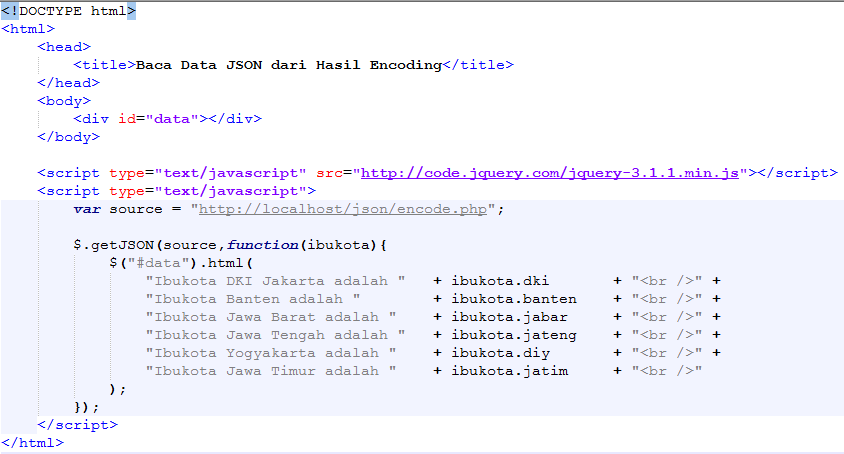 <!DOCTYPE html>
<html>
    <head>
        <title>Baca Data JSON dari Hasil Encoding</title>
    </head>
    <body>
        <div id="data"></div>
    </body>

    <script type="text/javascript" src="http://code.jquery.com/jquery-3.1.1.min.js"></script>
    <script type="text/javascript">
        var source = "http://localhost/json/encode.php";

        $.getJSON(source,function(ibukota){
            $("#data").html(
                "Ibukota DKI Jakarta adalah "   + ibukota.dki       + "<br />" +
                "Ibukota Banten adalah "        + ibukota.banten    + "<br />" +
                "Ibukota Jawa Barat adalah "    + ibukota.jabar     + "<br />" +
                "Ibukota Jawa Tengah adalah "   + ibukota.jateng    + "<br />" +
                "Ibukota Yogyakarta adalah "    + ibukota.diy       + "<br />" +
                "Ibukota Jawa Timur adalah "    + ibukota.jatim     + "<br />"
            );
        });
    </script>
</html>